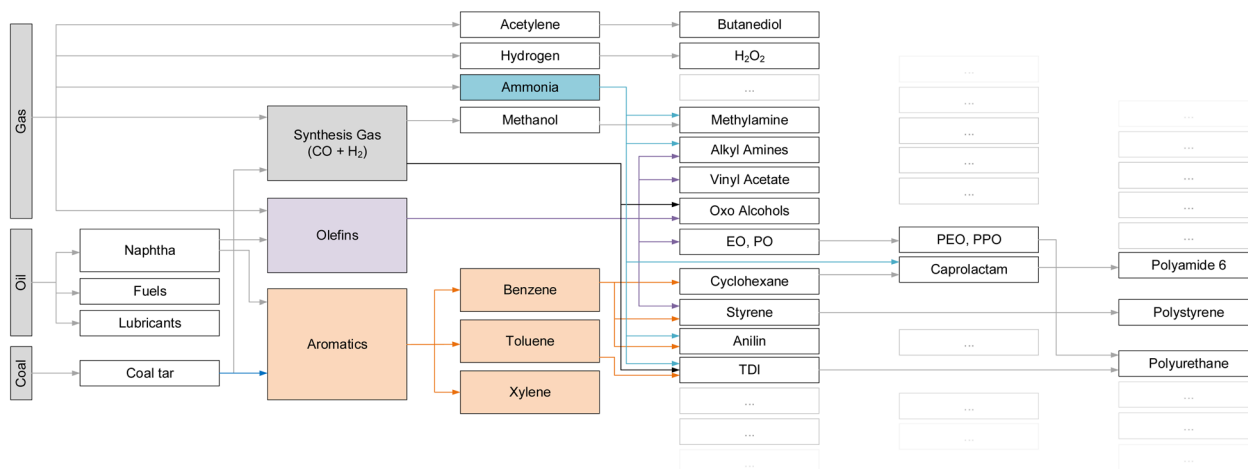 Gas
Oil
Coal
Naphtha
Fuels
Lubricants
Coal tar
Synthesis Gas
(CO + H₂)
Olefins
Aromatics
Acetylene
Hydrogen
Ammonia
Methanol
Benzene
Toluene
Xylene
Butanediol
H₂O₂
...
Methylamine
Alkyl Amines
Vinyl Acetate
Oxo Alcohols
EO, PO
Cyclohexane
Styrene
Anilin
TDI
...
...
...
...
...
...
...
...
PEO, PPO
Caprolactam
...
...
...
...
...
...
...
...
Polyamide 6
Polystyrene
Polyurethane
...
...
...